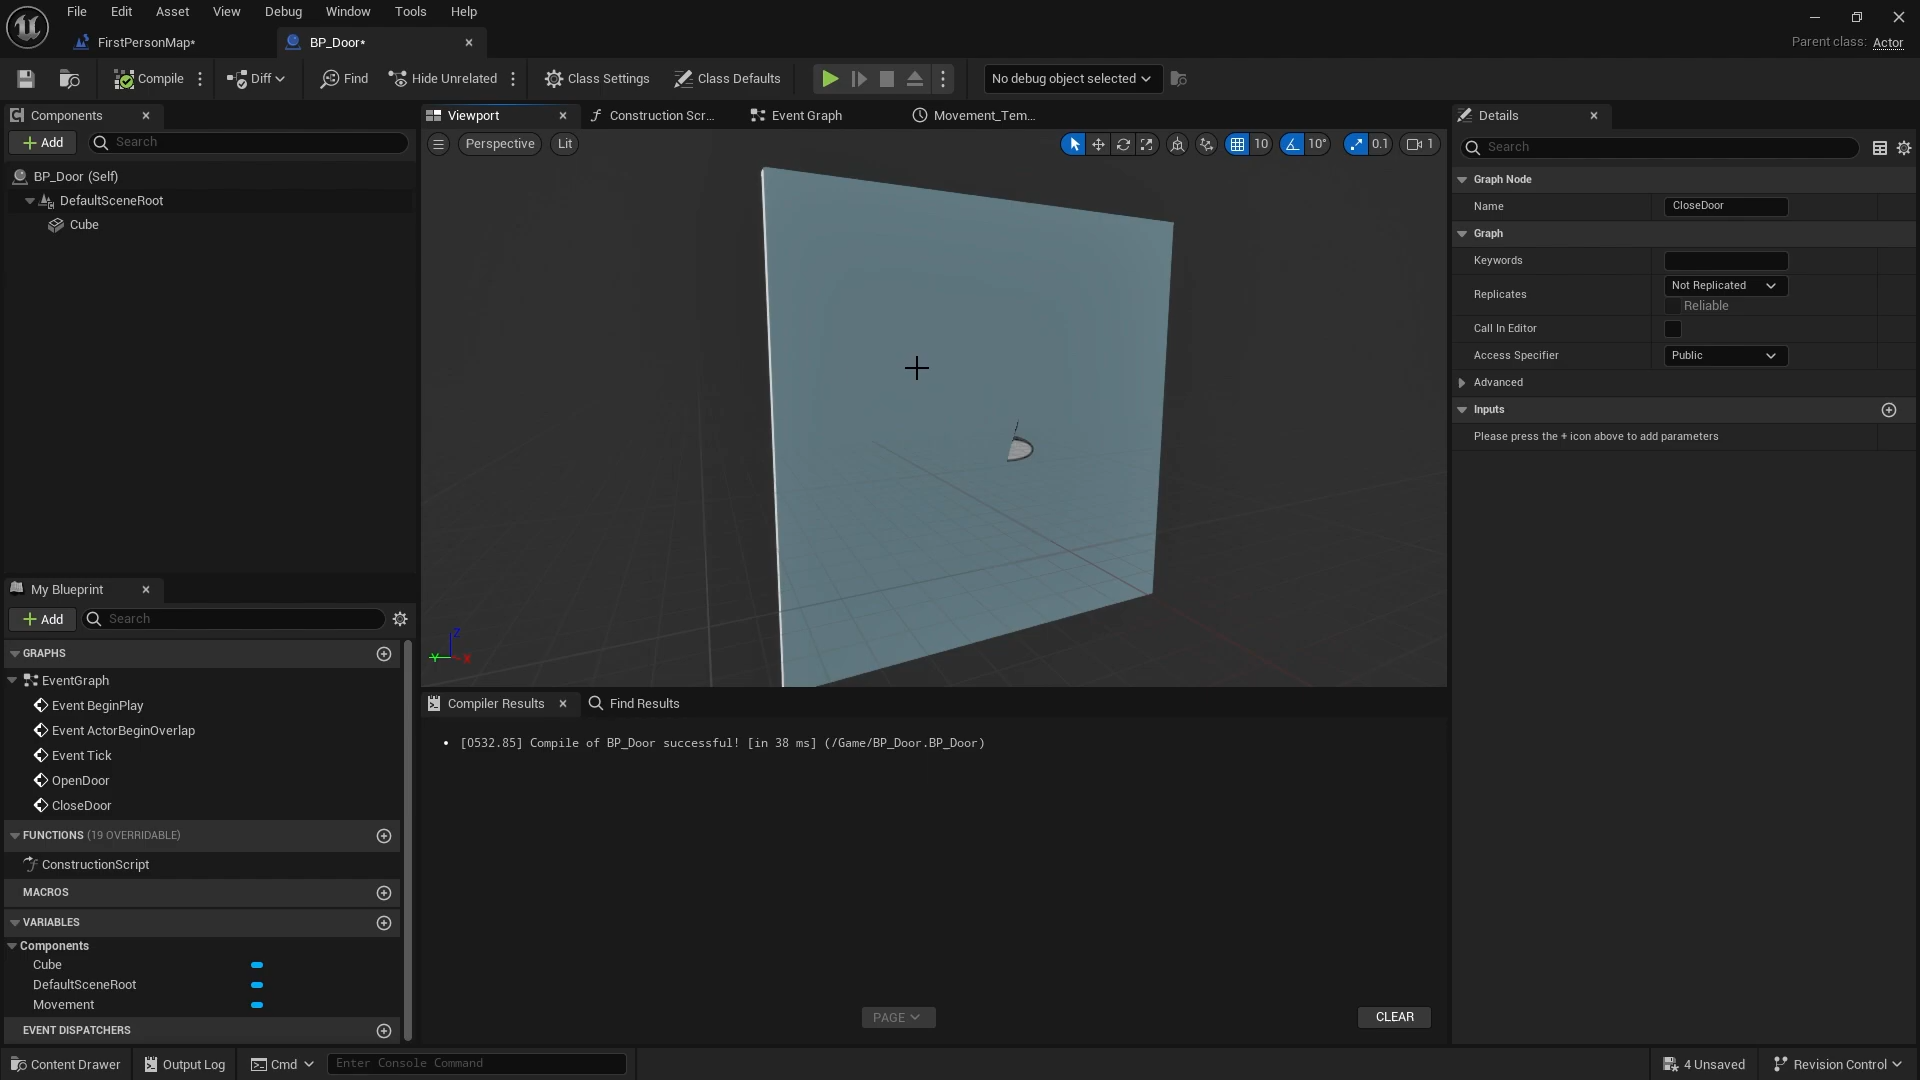 File Edit Asset View Debug Window Tools Help
FirstPersonMap*
BP_Door*
Parent class: Actor
Compile
Diff
Find
Hide Unrelated
Class Settings
Class Defaults
No debug object selected
Components
Add
Search
BP_Door (Self)
DefaultSceneRoot
Cube
My Blueprint
Add
Search
GRAPHS
EventGraph
Event BeginPlay
Event ActorBeginOverlap
Event Tick
OpenDoor
CloseDoor
FUNCTIONS (19 OVERRIDABLE)
ConstructionScript
MACROS
VARIABLES
Components
Cube
DefaultSceneRoot
Movement
EVENT DISPATCHERS
Viewport
Construction Scr...
Event Graph
Movement_Tem...
Perspective
Lit
10
10°
0.1
1
Z
Y
X
Compiler Results
Find Results
[0532.85] Compile of BP_Door successful! [in 38 ms] (/Game/BP_Door.BP_Door)
PAGE
CLEAR
Details
Search
Graph Node
Name CloseDoor
Graph
Keywords
Replicates Not Replicated
Reliable
Call In Editor
Access Specifier Public
Advanced
Inputs
Please press the + icon above to add parameters
Content Drawer
Output Log
Cmd
Enter Console Command
4 Unsaved
Revision Control